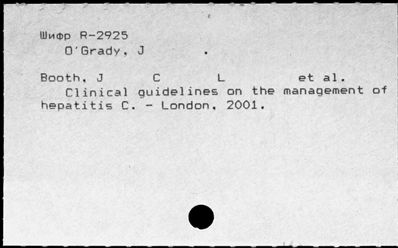 Шифр R-2925
O'Grady, J .
Booth, J C L et al.
Clinical guidelines on the management of
hepatitis C. - London, 2001.